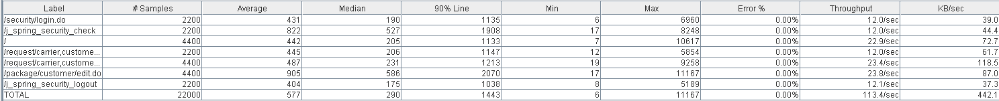 Label # Samples Average Median 90% Line Min Max Error % Throughput KB/sec
/security/login.do 2200 431 190 1135 6 6960 0.00% 12.0/sec 39.0
/j_spring_security_check 2200 822 527 1908 17 8248 0.00% 12.0/sec 44.4
/ 4400 442 205 1133 7 10617 0.00% 22.9/sec 72.7
/request/carrier,custome... 2200 445 206 1147 12 5854 0.00% 12.0/sec 61.7
/request/carrier,custome... 4400 487 231 1213 19 9258 0.00% 23.4/sec 118.5
/package/customer/edit.do 4400 905 586 2070 17 11167 0.00% 23.8/sec 87.0
/j_spring_security_logout 2200 404 175 1038 8 5189 0.00% 12.1/sec 37.3
TOTAL 22000 577 290 1443 6 11167 0.00% 113.4/sec 442.1